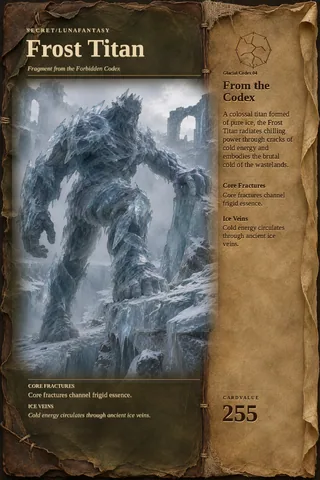 SECRET/LUNAFANTASY
Frost Titan
Fragment from the Forbidden Codex
Glacial Codex 04
From the
Codex
A colossal titan formed
of pure ice, the Frost
Titan radiates chilling
power through cracks of
cold energy and
embodies the brutal
cold of the wastelands.
Core Fractures
Core fractures channel
frigid essence.
Ice Veins
Cold energy circulates
through ancient ice
veins.
CORE FRACTURES
Core fractures channel frigid essence.
ICE VEINS
Cold energy circulates through ancient ice veins.
CARDVALUE
255